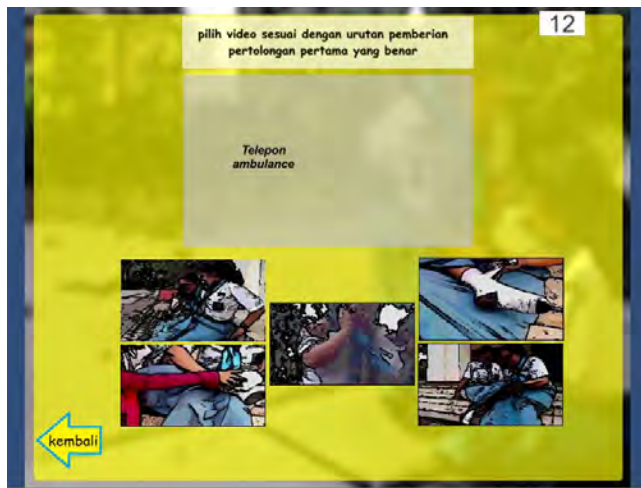 12
pilih video sesuai dengan urutan pemberian
pertolongan pertama yang benar
Telepon
ambulance
kembali